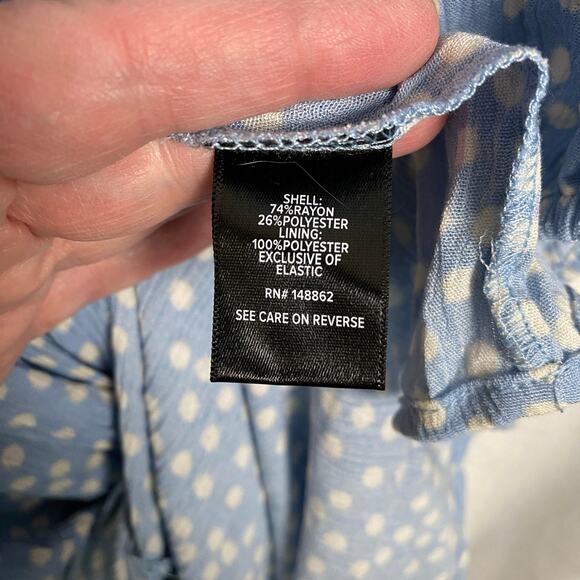 SHELL:
74%RAYON
26%POLYESTER
LINING:
100%POLYESTER
EXCLUSIVE OF
ELASTIC
RN# 148862
SEE CARE ON REVERSE